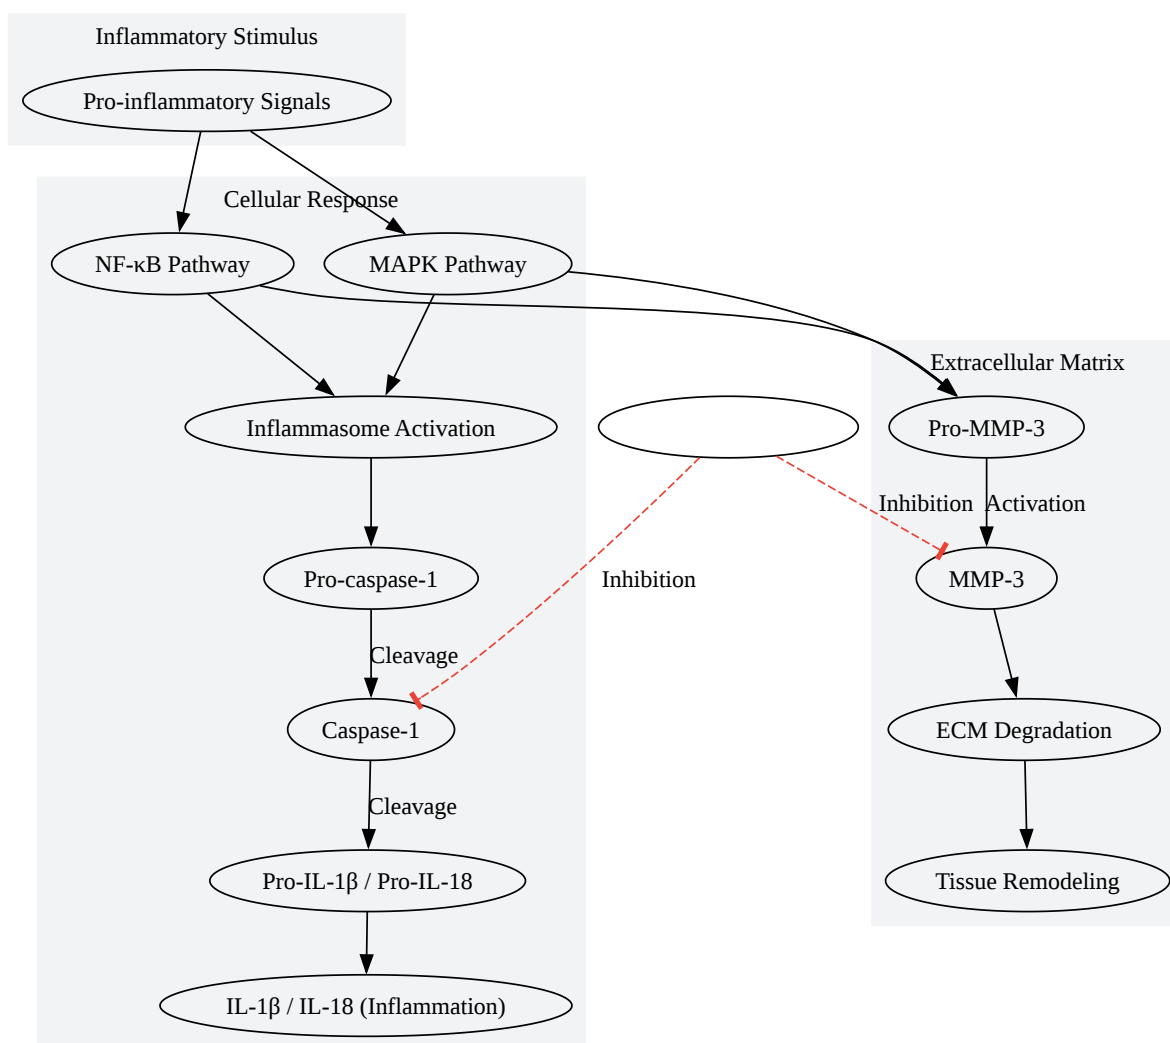 Inflammatory Stimulus
Pro-inflammatory Signals
Cellular Response
NF-κB Pathway
MAPK Pathway
Extracellular Matrix
Inflammasome Activation
Pro-MMP-3
Inhibition
Activation
Pro-caspase-1
Inhibition
MMP-3
Cleavage
Caspase-1
ECM Degradation
Cleavage
Pro-IL-1β / Pro-IL-18
Tissue Remodeling
IL-1β / IL-18 (Inflammation)